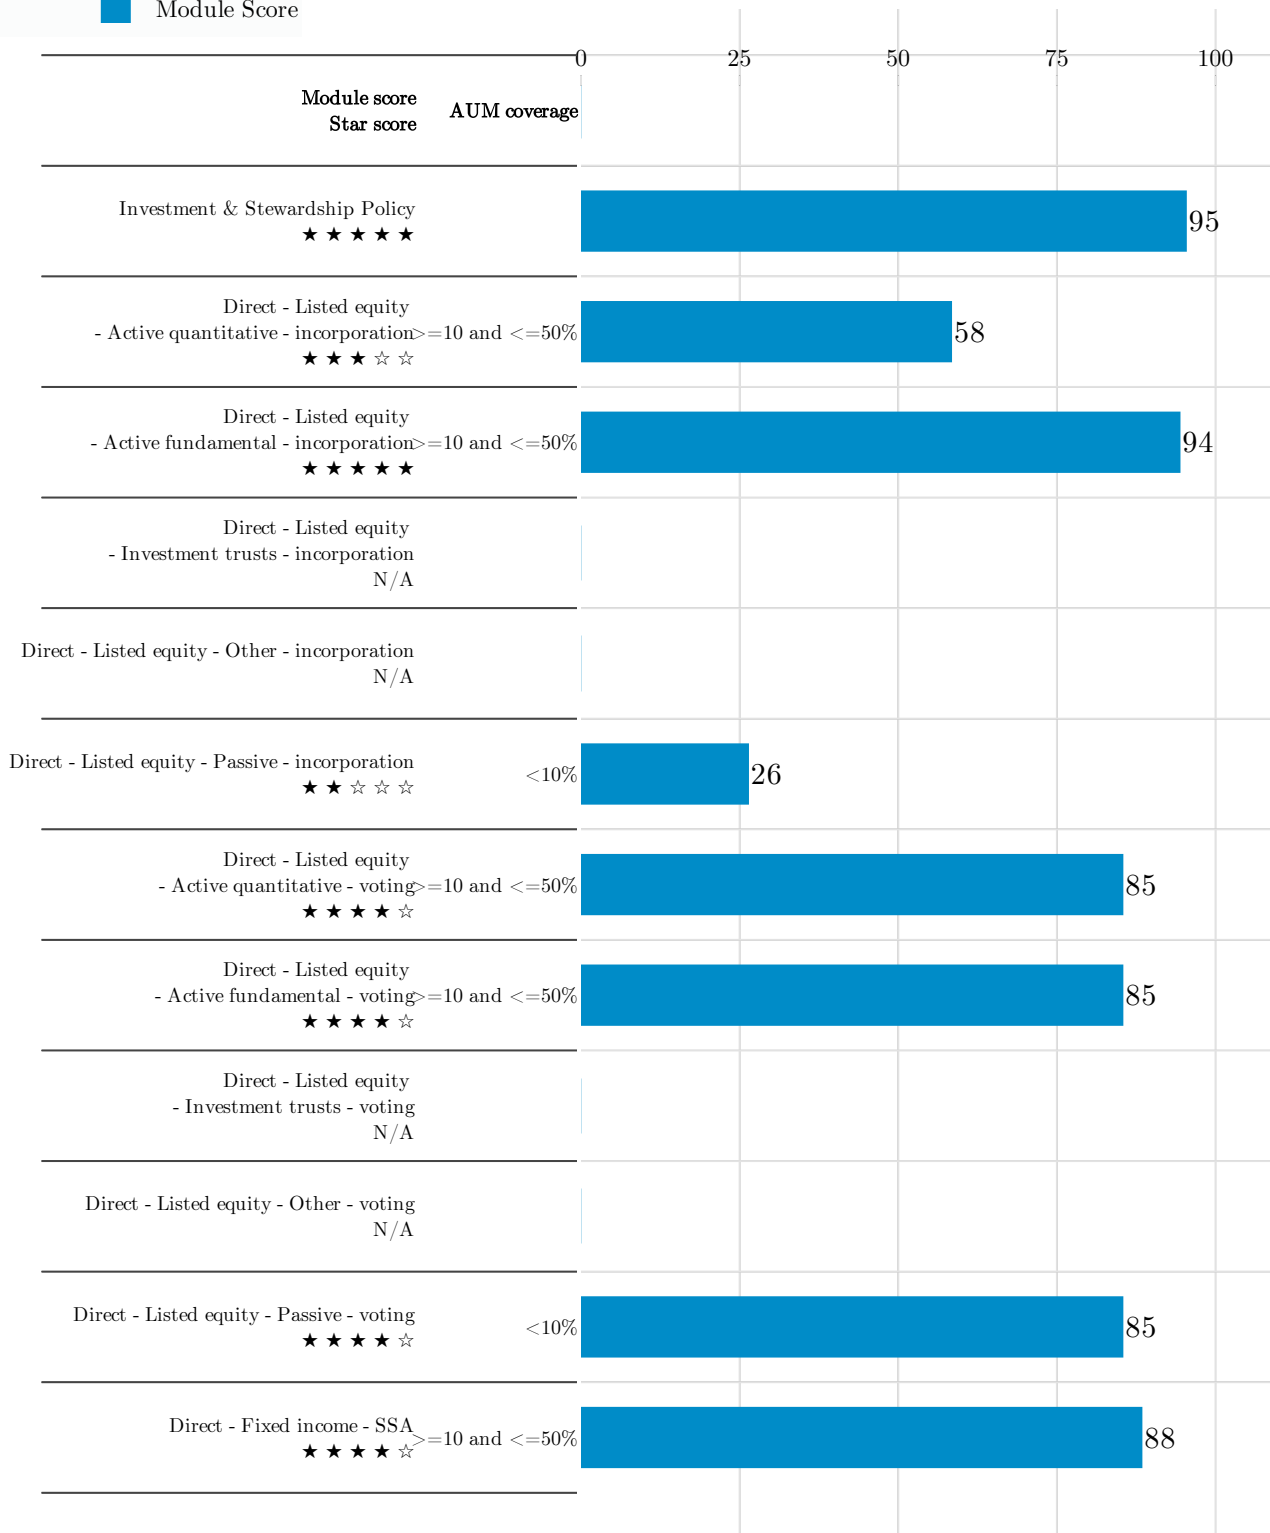 Module Score
0 25 50 75 100
Module score
Star score
AUM coverage
Investment & Stewardship Policy
★ ★ ★ ★ ★
95
Direct - Listed equity
- Active quantitative - incorporation
★ ★ ★ ☆ ☆
>=10 and <=50%
58
Direct - Listed equity
- Active fundamental - incorporation
★ ★ ★ ★ ★
>=10 and <=50%
94
Direct - Listed equity
- Investment trusts - incorporation
N/A
Direct - Listed equity - Other - incorporation
N/A
Direct - Listed equity - Passive - incorporation
★ ★ ☆ ☆ ☆
<10%
26
Direct - Listed equity
- Active quantitative - voting
★ ★ ★ ★ ☆
>=10 and <=50%
85
Direct - Listed equity
- Active fundamental - voting
★ ★ ★ ★ ☆
>=10 and <=50%
85
Direct - Listed equity
- Investment trusts - voting
N/A
Direct - Listed equity - Other - voting
N/A
Direct - Listed equity - Passive - voting
★ ★ ★ ★ ☆
<10%
85
Direct - Fixed income - SSA
★ ★ ★ ★ ☆
>=10 and <=50%
88